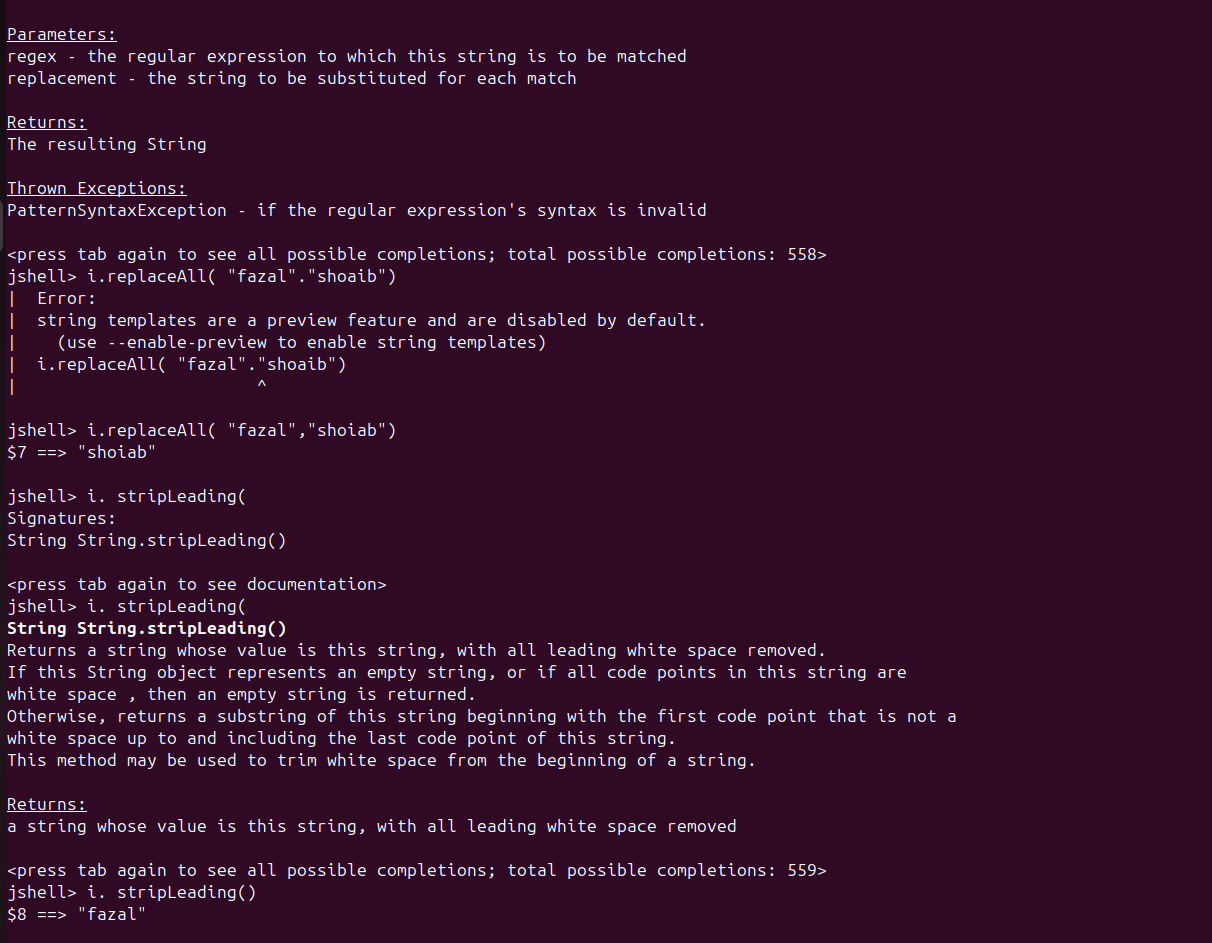 Parameters:
regex - the regular expression to which this string is to be matched
replacement - the string to be substituted for each match
Returns:
The resulting String
Thrown Exceptions:
PatternSyntaxException - if the regular expression's syntax is invalid
<press tab again to see all possible completions; total possible completions: 558>
jshell> i.replaceAll( "fazal"."shoaib")
|  Error:
|  string templates are a preview feature and are disabled by default.
|    (use --enable-preview to enable string templates)
|  i.replaceAll( "fazal"."shoaib")
|                        ^
jshell> i.replaceAll( "fazal","shoiab")
$7 ==> "shoiab"
jshell> i. stripLeading(
Signatures:
String String.stripLeading()
<press tab again to see documentation>
jshell> i. stripLeading(
String String.stripLeading()
Returns a string whose value is this string, with all leading white space removed.
If this String object represents an empty string, or if all code points in this string are
white space , then an empty string is returned.
Otherwise, returns a substring of this string beginning with the first code point that is not a
white space up to and including the last code point of this string.
This method may be used to trim white space from the beginning of a string.
Returns:
a string whose value is this string, with all leading white space removed
<press tab again to see all possible completions; total possible completions: 559>
jshell> i. stripLeading()
$8 ==> "fazal"